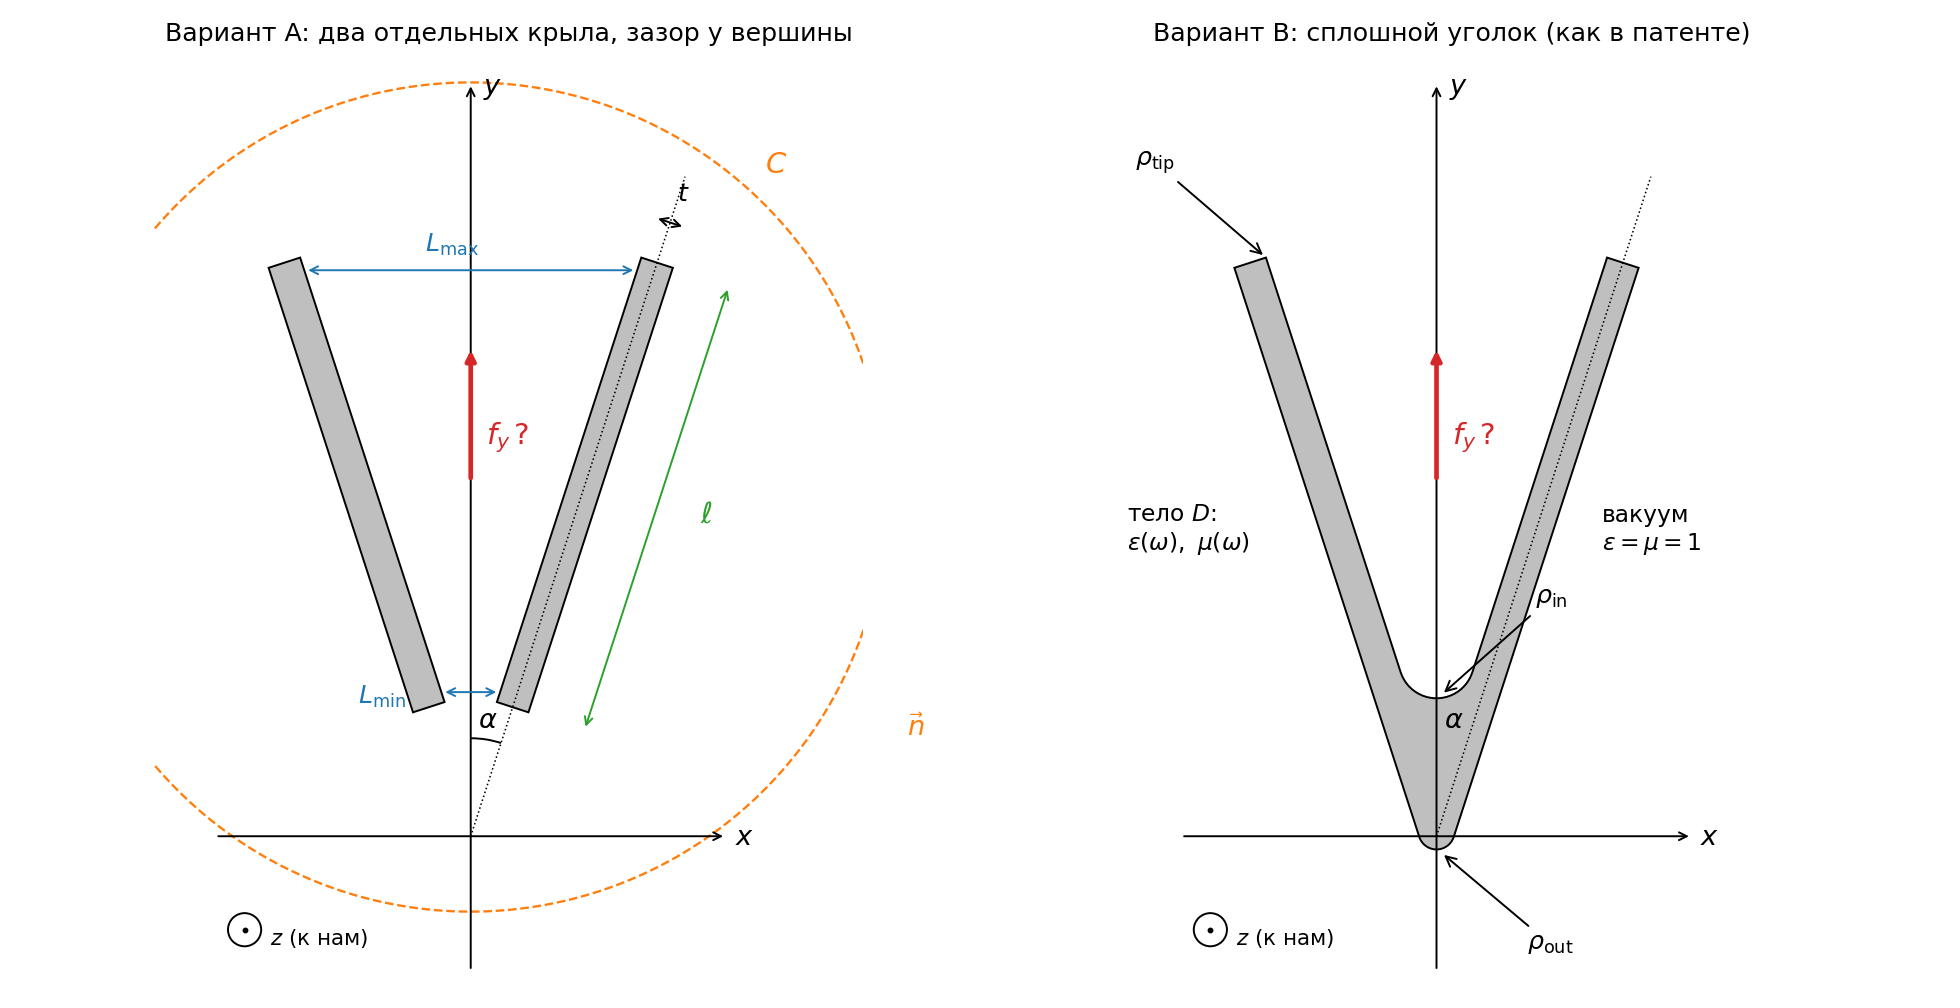 Вариант A: два отдельных крыла, зазор у вершины
y
C
t
L_max
f_y ?
ℓ
L_min
α
n⃗
x
z (к нам)
Вариант B: сплошной уголок (как в патенте)
y
ρ_tip
f_y ?
тело D:
ε(ω), μ(ω)
вакуум
ε = μ = 1
ρ_in
α
x
ρ_out
z (к нам)